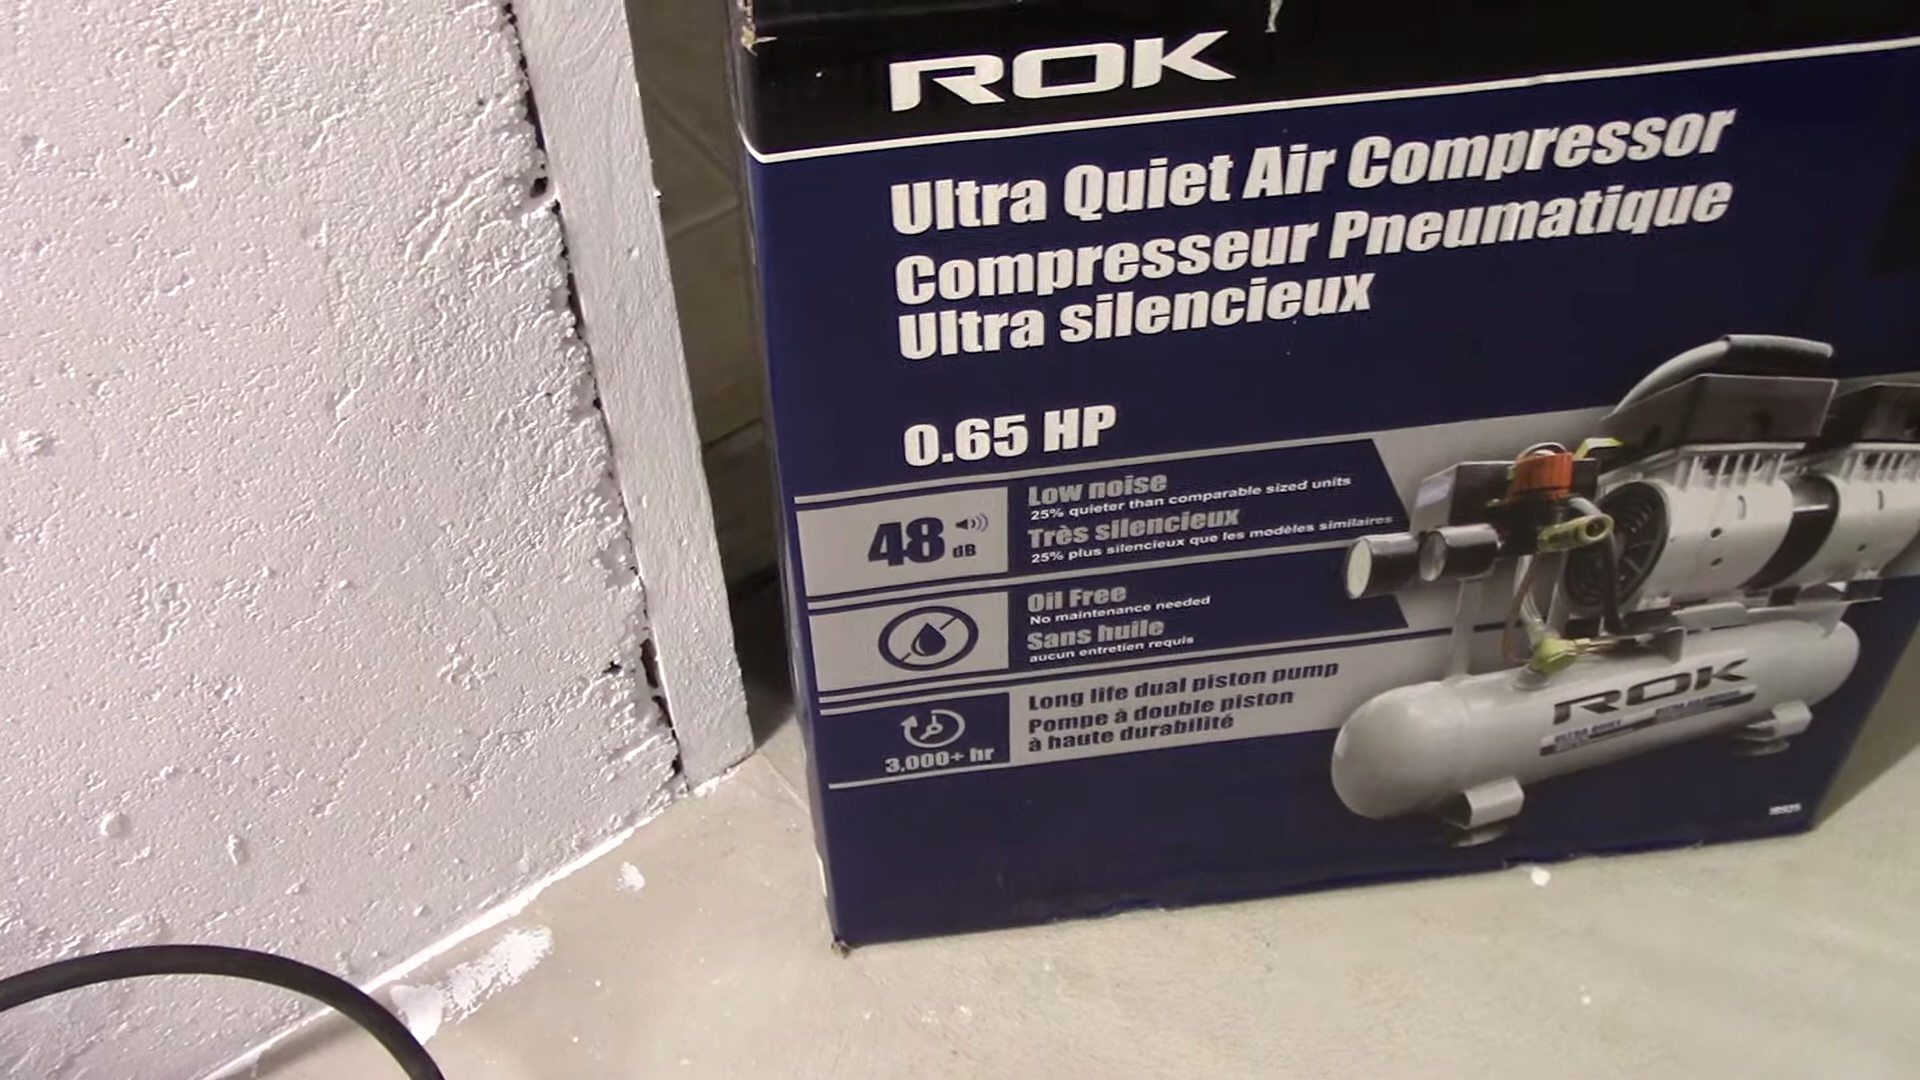 ROK
Ultra Quiet Air Compressor
Compresseur Pneumatique
Ultra silencieux
0.65 HP
48 dB
Low noise
25% quieter than comparable sized units
Très silencieux
25% plus silencieux que les modèles similaires
Oil Free
No maintenance needed
Sans huile
aucun entretien requis
3,000+ hr
Long life dual piston pump
Pompe à double piston
à haute durabilité
ROK
ULTRA QUIET